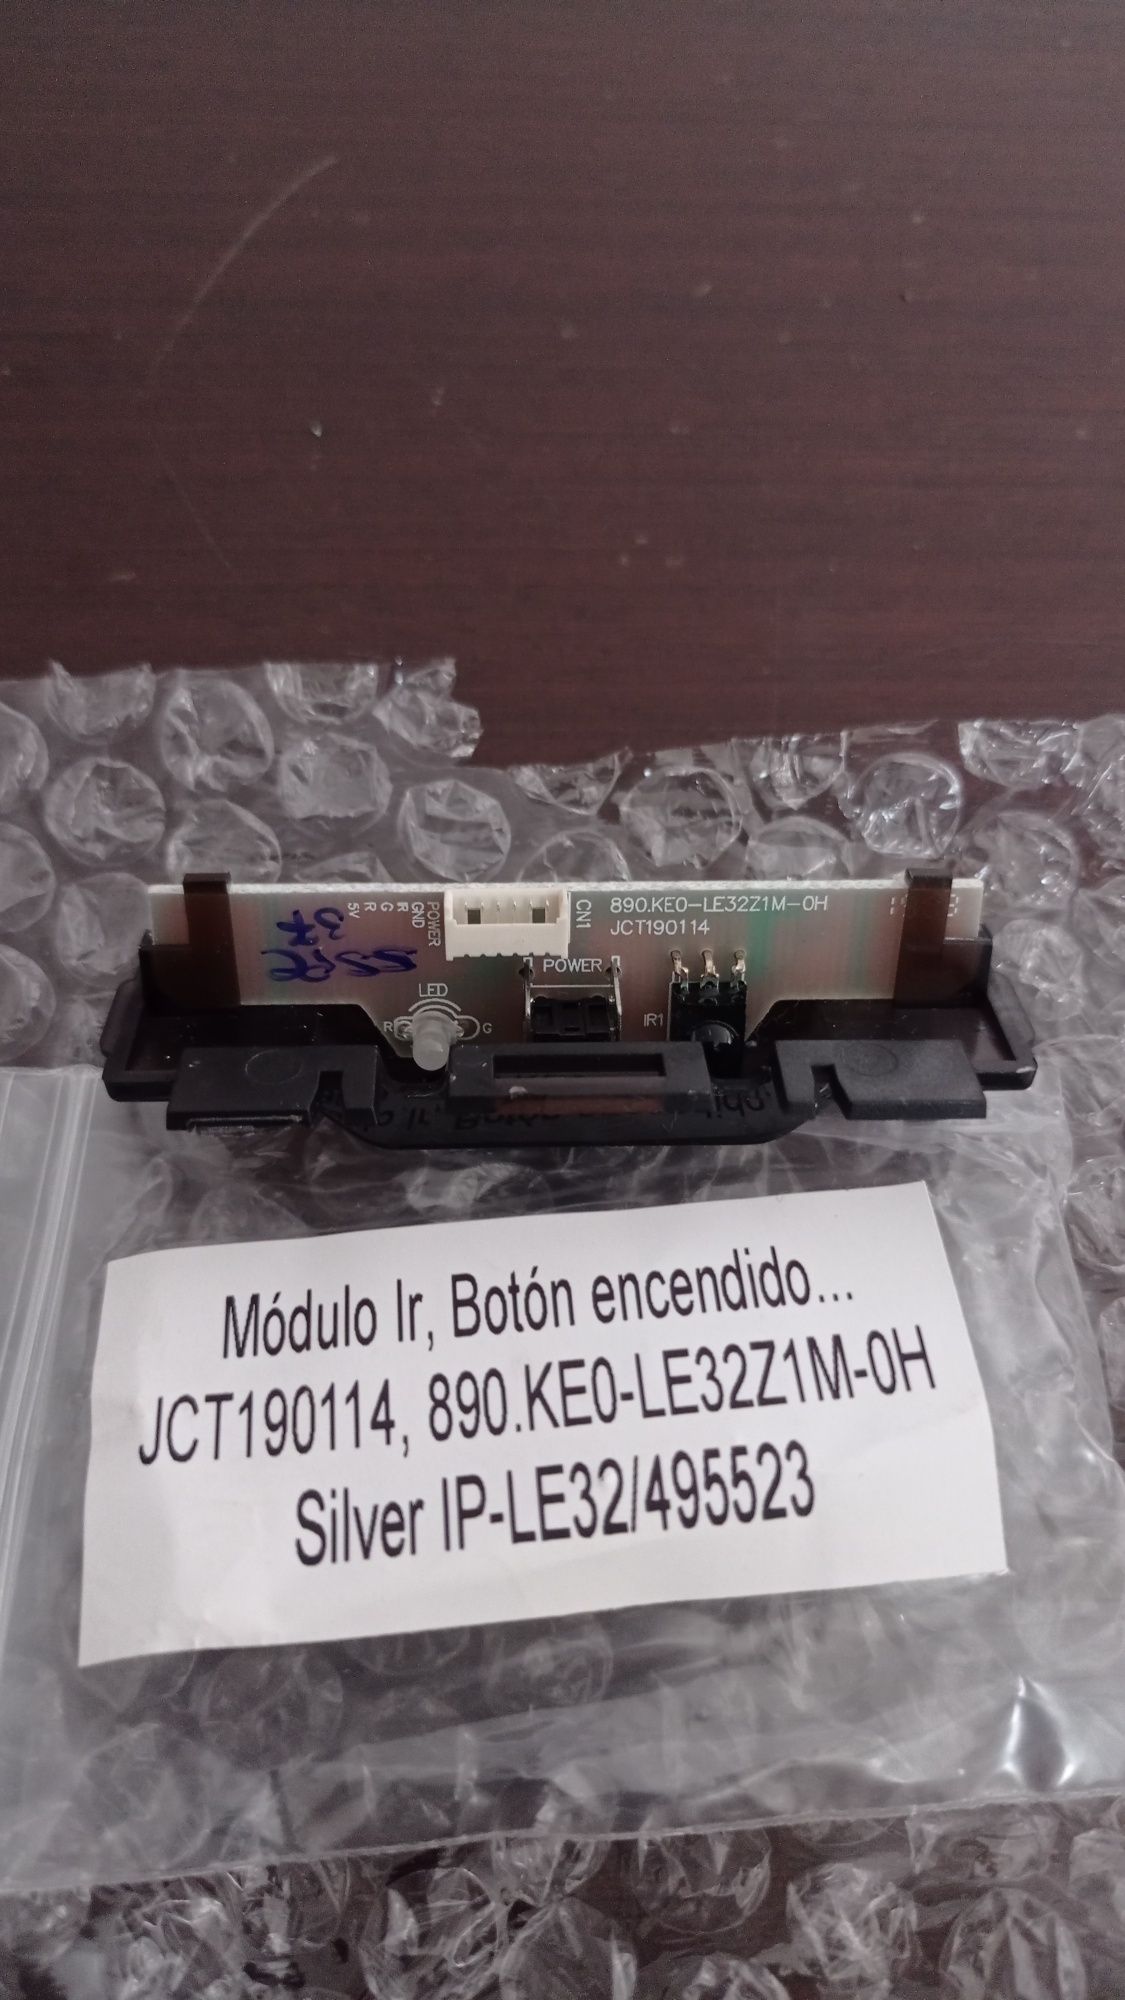 5V
R
G
IR
GND
POWER
CN1
890.KE0-LE32Z1M-0H
JCT190114
POWER
LED
R
G
IR1
Módulo Ir, Botón encendido...
JCT190114, 890.KE0-LE32Z1M-0H
Silver IP-LE32/495523